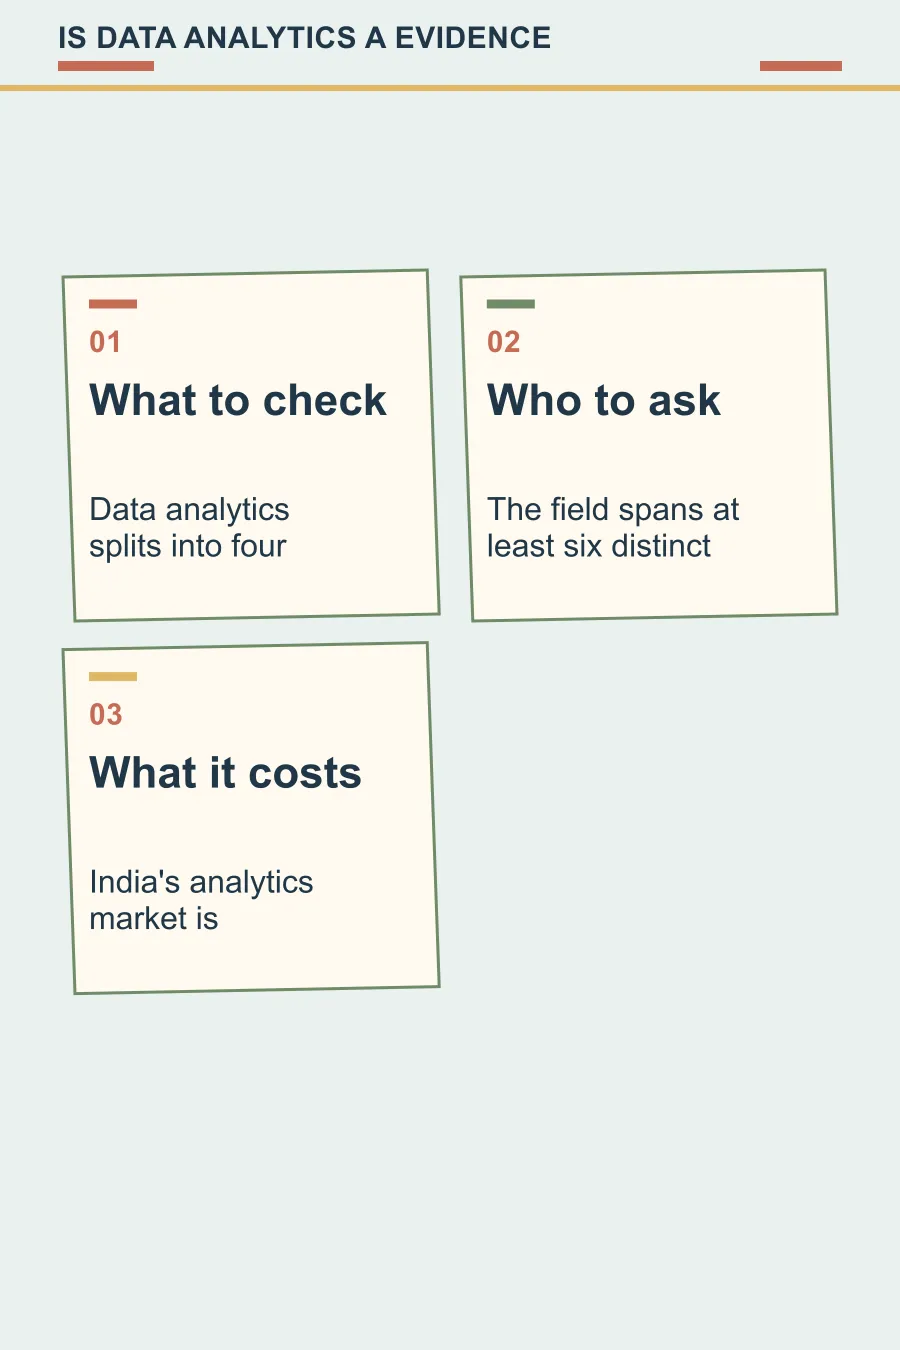 IS DATA ANALYTICS A EVIDENCE
01
What to check
Data analytics
splits into four
02
Who to ask
The field spans at
least six distinct
03
What it costs
India's analytics
market is